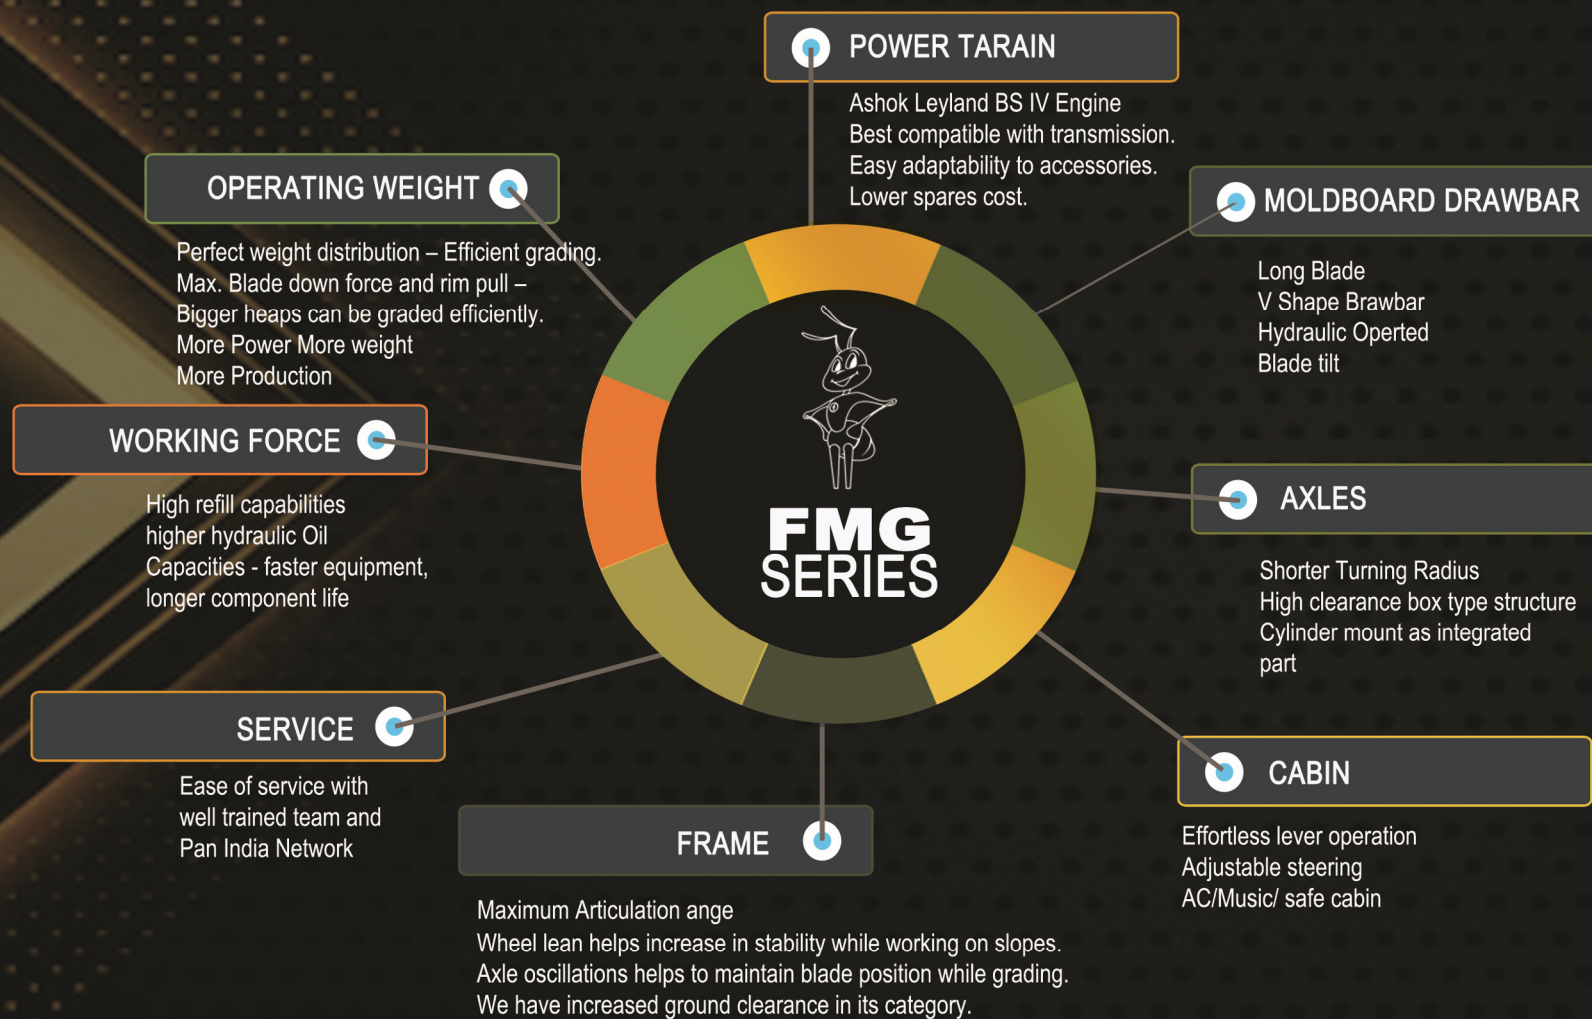 POWER TARAIN
Ashok Leyland BS IV Engine
Best compatible with transmission.
Easy adaptability to accessories.
Lower spares cost.
OPERATING WEIGHT
Perfect weight distribution – Efficient grading.
Max. Blade down force and rim pull –
Bigger heaps can be graded efficiently.
More Power More weight
More Production
MOLDBOARD DRAWBAR
Long Blade
V Shape Brawbar
Hydraulic Operted
Blade tilt
WORKING FORCE
High refill capabilities
higher hydraulic Oil
Capacities - faster equipment,
longer component life
FMG
SERIES
AXLES
Shorter Turning Radius
High clearance box type structure
Cylinder mount as integrated
part
SERVICE
Ease of service with
well trained team and
Pan India Network
CABIN
Effortless lever operation
Adjustable steering
AC/Music/ safe cabin
FRAME
Maximum Articulation ange
Wheel lean helps increase in stability while working on slopes.
Axle oscillations helps to maintain blade position while grading.
We have increased ground clearance in its category.